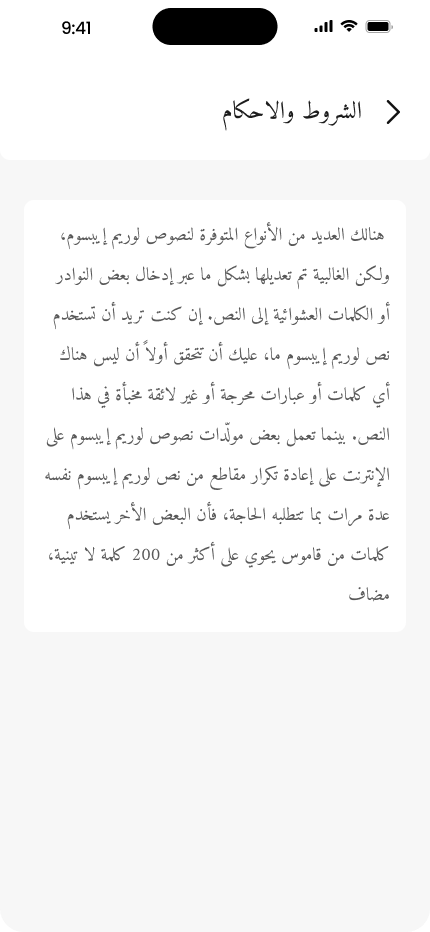 9:41
الشروط والاحكام
هنالك العديد من الأنواع المتوفرة لنصوص لوريم إيبسوم،
ولكن الغالبية تم تعديلها بشكل ما عبر إدخال بعض النوادر
أو الكلمات العشوائية إلى النص. إن كنت تريد أن تستخدم
نص لوريم إيبسوم ما، عليك أن تتحقق أولاً أن ليس هناك
أي كلمات أو عبارات محرجة أو غير لائقة مخبأة في هذا
النص. بينما تعمل بعض مولّدات نصوص لوريم إيبسوم على
الإنترنت على إعادة تكرار مقاطع من نص لوريم إيبسوم نفسه
عدة مرات بما تتطلبه الحاجة، فأن البعض الأخر يستخدم
كلمات من قاموس يحوي على أكثر من 200 كلمة لا تينية،
مضاف